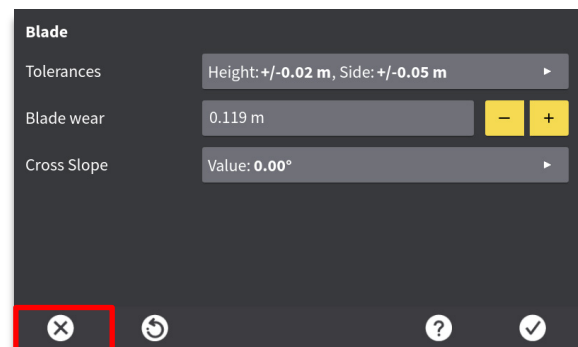 Blade
Tolerances Height: +/-0.02 m, Side: +/-0.05 m
Blade wear 0.119 m − +
Cross Slope Value: 0.00°
?